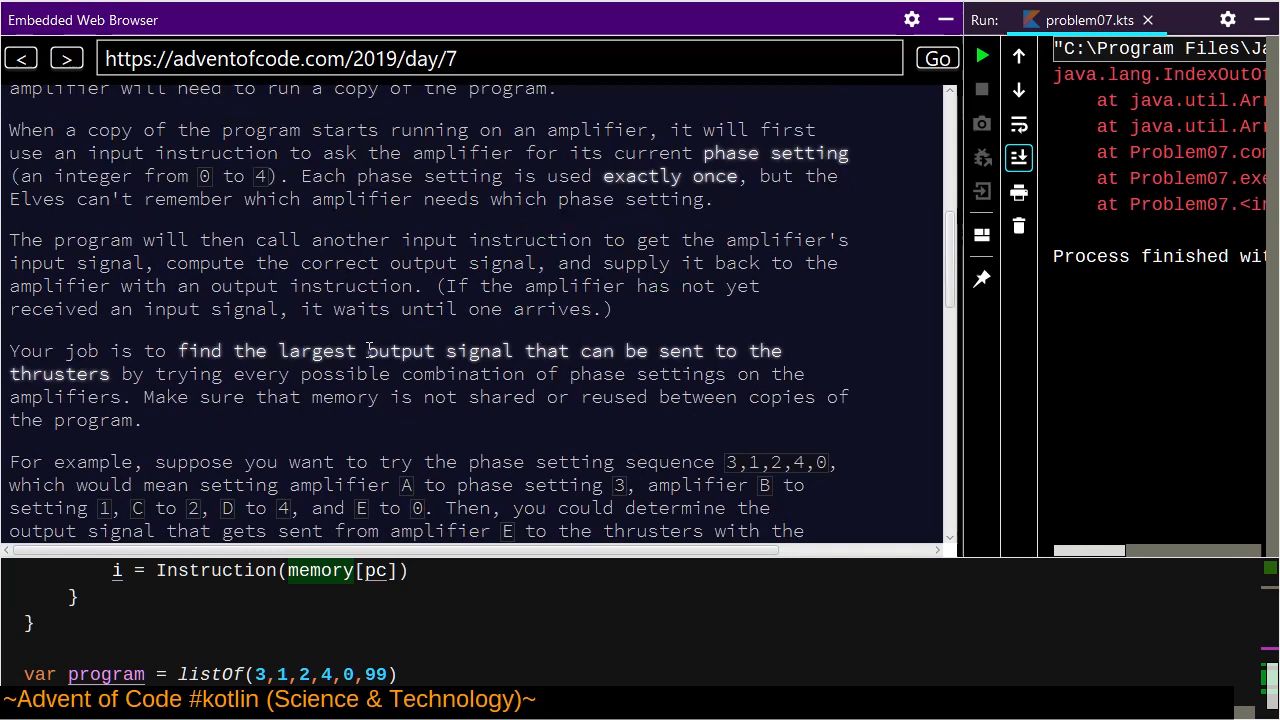 Embedded Web Browser
Run: problem07.kts
< > https://adventofcode.com/2019/day/7 Go
amplifier will need to run a copy of the program.
When a copy of the program starts running on an amplifier, it will first
use an input instruction to ask the amplifier for its current phase setting
(an integer from 0 to 4). Each phase setting is used exactly once, but the
Elves can't remember which amplifier needs which phase setting.
The program will then call another input instruction to get the amplifier's
input signal, compute the correct output signal, and supply it back to the
amplifier with an output instruction. (If the amplifier has not yet
received an input signal, it waits until one arrives.)
Your job is to find the largest output signal that can be sent to the
thrusters by trying every possible combination of phase settings on the
amplifiers. Make sure that memory is not shared or reused between copies of
the program.
For example, suppose you want to try the phase setting sequence 3,1,2,4,0,
which would mean setting amplifier A to phase setting 3, amplifier B to
setting 1, C to 2, D to 4, and E to 0. Then, you could determine the
output signal that gets sent from amplifier E to the thrusters with the
"C:\Program Files\Ja
java.lang.IndexOutOf
at java.util.Arr
at java.util.Arr
at Problem07.com
at Problem07.exe
at Problem07.<in
Process finished wit
i = Instruction(memory[pc])
}
}
var program = listOf(3,1,2,4,0,99)
~Advent of Code #kotlin (Science & Technology)~